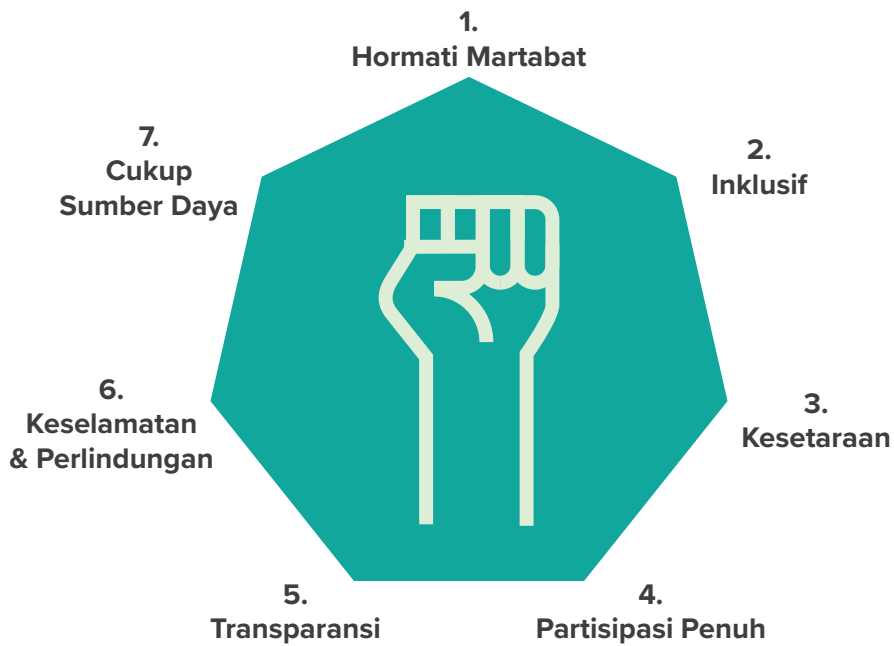 1.
Hormati Martabat
2.
Inklusif
3.
Kesetaraan
4.
Partisipasi Penuh
5.
Transparansi
6.
Keselamatan
& Perlindungan
7.
Cukup
Sumber Daya